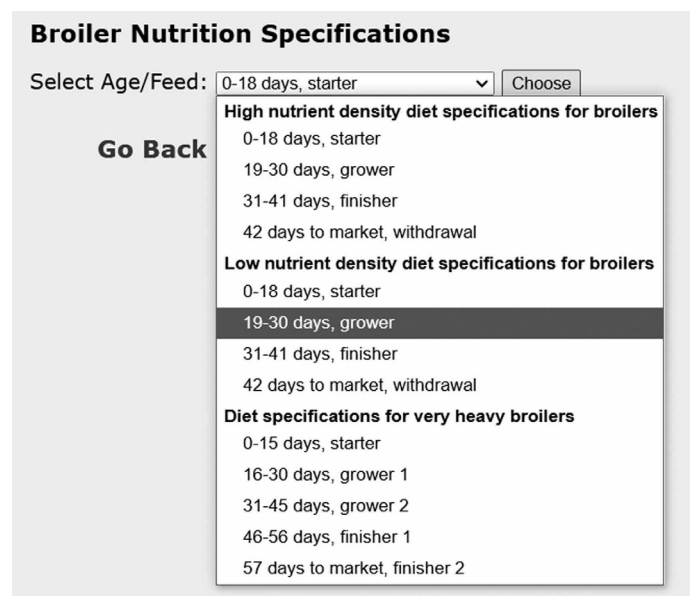 Broiler Nutrition Specifications
Select Age/Feed: 0-18 days, starter Choose
High nutrient density diet specifications for broilers
0-18 days, starter
Go Back
19-30 days, grower
31-41 days, finisher
42 days to market, withdrawal
Low nutrient density diet specifications for broilers
0-18 days, starter
19-30 days, grower
31-41 days, finisher
42 days to market, withdrawal
Diet specifications for very heavy broilers
0-15 days, starter
16-30 days, grower 1
31-45 days, grower 2
46-56 days, finisher 1
57 days to market, finisher 2